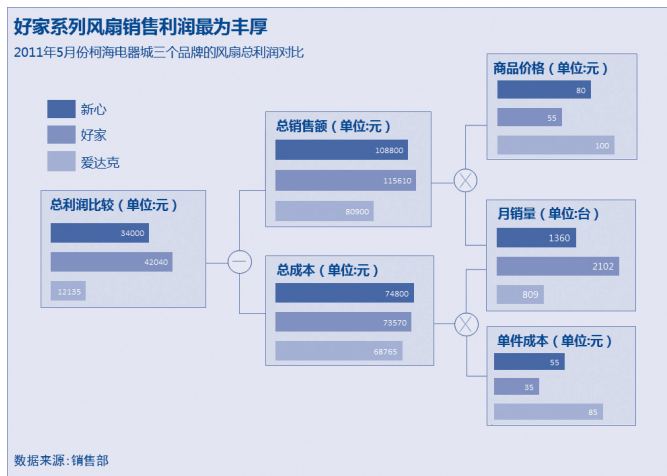 好家系列风扇销售利润最为丰厚
2011年5月份柯海电器城三个品牌的风扇总利润对比
新心
好家
爱达克
总利润比较（单位:元）
34000
42040
12135
总销售额（单位:元）
108800
115610
80900
总成本（单位:元）
74800
73570
68765
商品价格（单位:元）
80
55
100
月销量（单位:台）
1360
2102
809
单件成本（单位:元）
55
35
85
数据来源:销售部